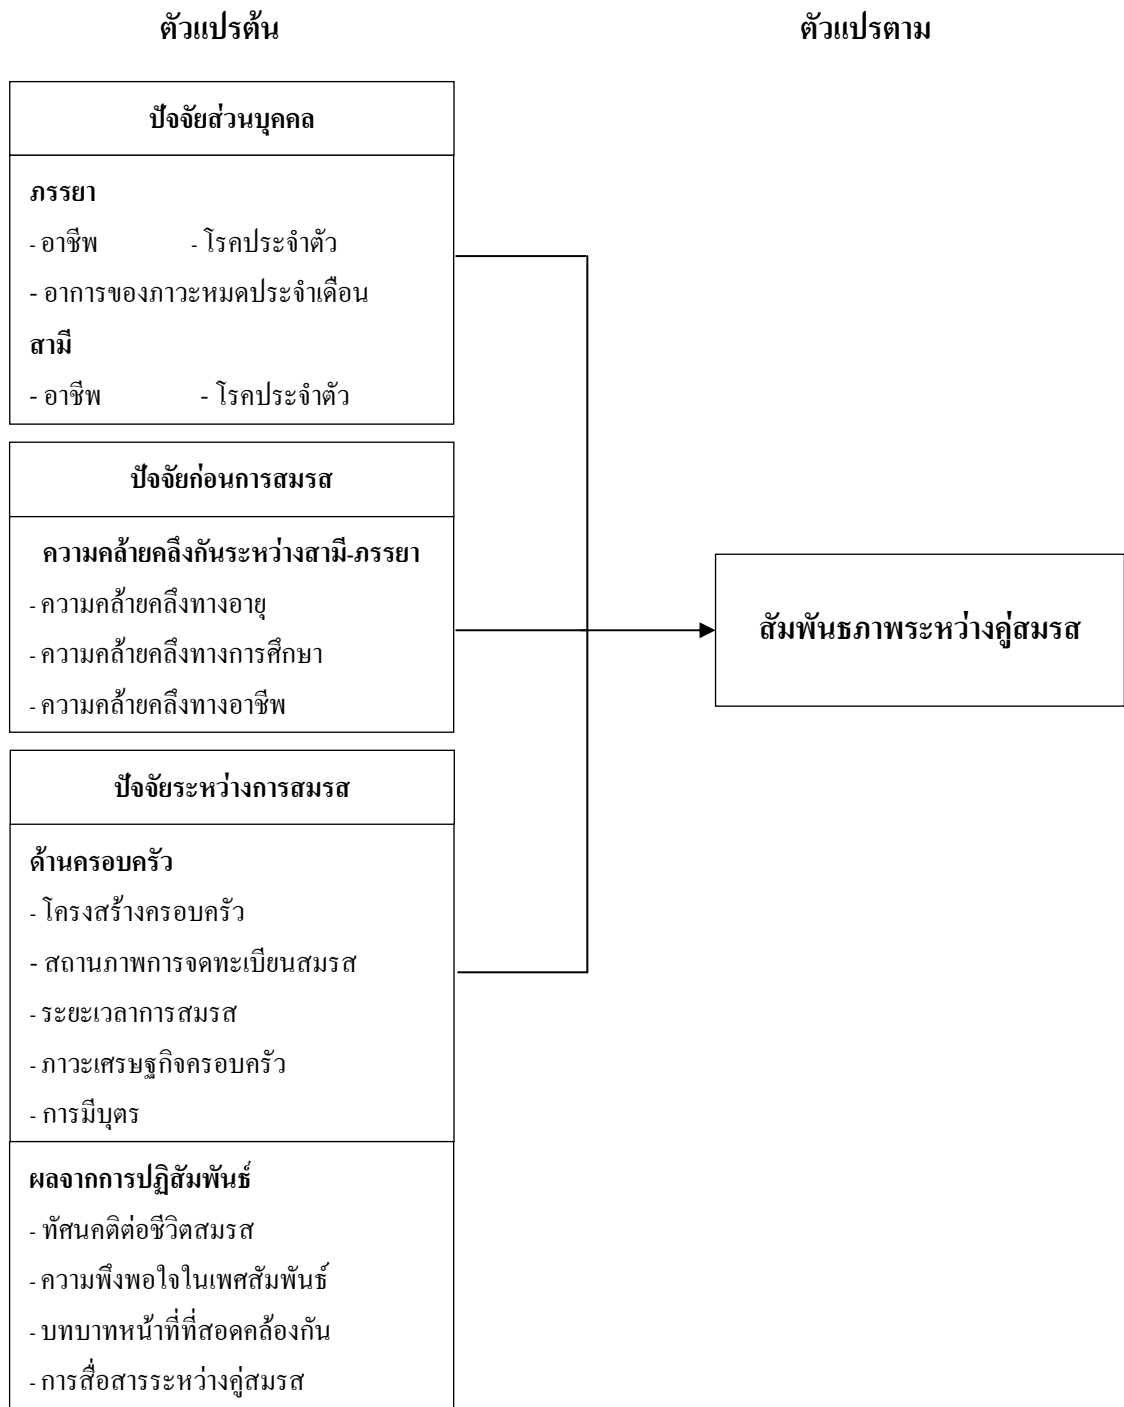 ตัวแปรต้น ตัวแปรตาม
ปัจจัยส่วนบุคคล
ภรรยา
- อาชีพ - โรคประจำตัว
- อาการของภาวะหมดประจำเดือน
สามี
- อาชีพ - โรคประจำตัว
ปัจจัยก่อนการสมรส
ความคล้ายคลึงกันระหว่างสามี-ภรรยา
- ความคล้ายคลึงทางอายุ
- ความคล้ายคลึงทางการศึกษา
- ความคล้ายคลึงทางอาชีพ
ปัจจัยระหว่างการสมรส
ด้านครอบครัว
- โครงสร้างครอบครัว
- สถานภาพการจดทะเบียนสมรส
- ระยะเวลาการสมรส
- ภาวะเศรษฐกิจครอบครัว
- การมีบุตร
ผลจากการปฏิสัมพันธ์
- ทัศนคติต่อชีวิตสมรส
- ความพึงพอใจในเพศสัมพันธ์
- บทบาทหน้าที่ที่สอดคล้องกัน
- การสื่อสารระหว่างคู่สมรส
สัมพันธภาพระหว่างคู่สมรส